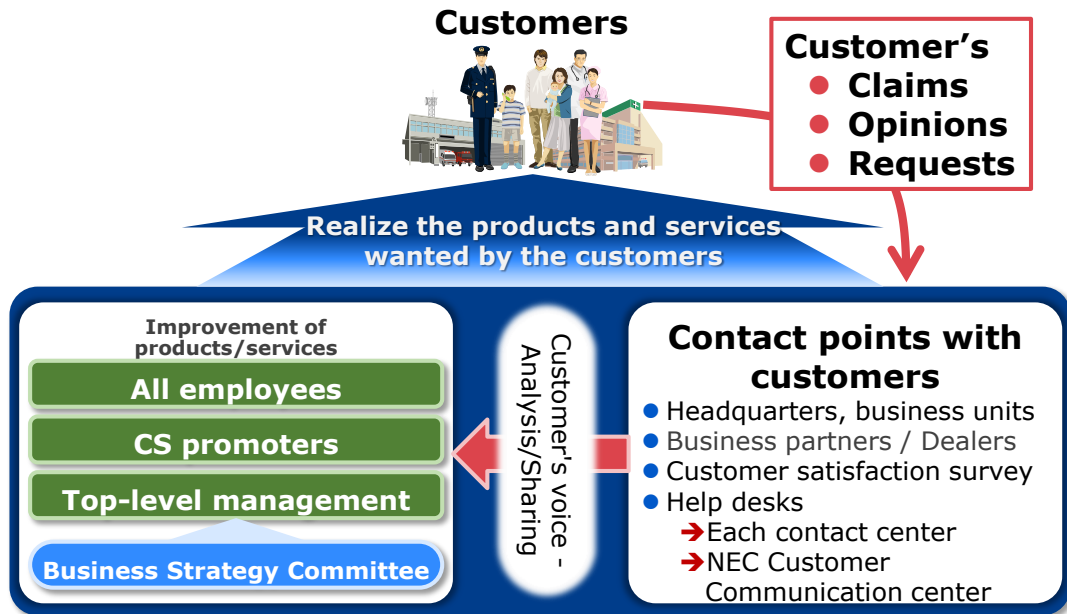 Customers
Customer’s
● Claims
● Opinions
● Requests
Realize the products and services
wanted by the customers
Improvement of
products/services
All employees
CS promoters
Top-level management
Business Strategy Committee
Customer's voice -
Analysis/Sharing
Contact points with
customers
● Headquarters, business units
● Business partners / Dealers
● Customer satisfaction survey
● Help desks
➔Each contact center
➔NEC Customer
Communication center